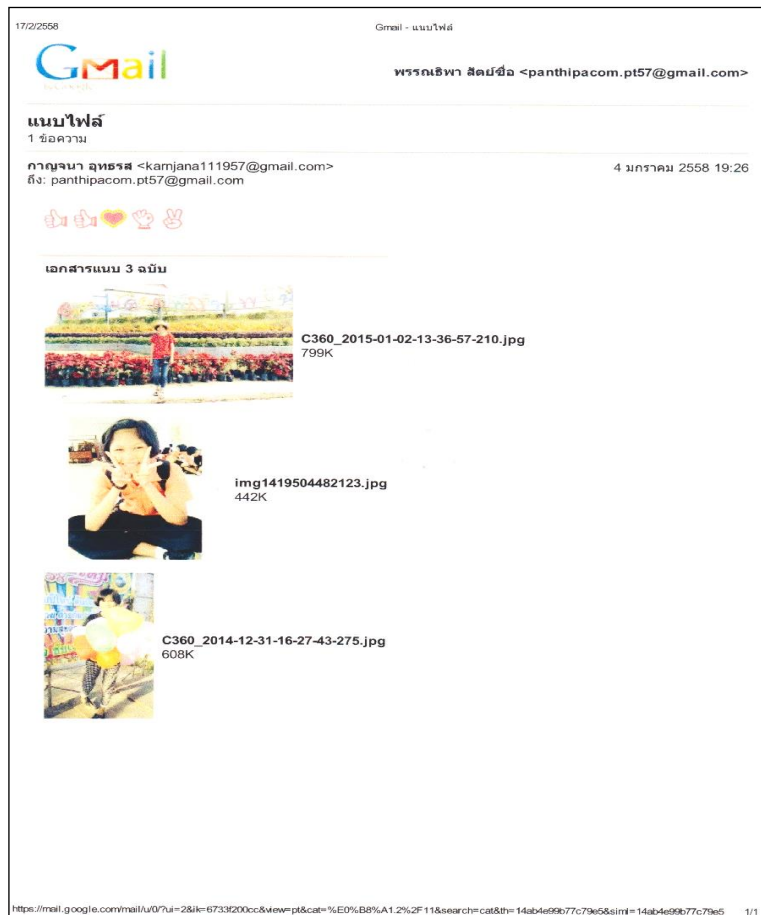 17/2/2558
Gmail - แนบไฟล์
Gmail
พรรณธิพา สัตย์ซื่อ <panthipacom.pt57@gmail.com>
แนบไฟล์
1 ข้อความ
กาญจนา อุทธรส <kamjana111957@gmail.com>
4 มกราคม 2558 19:26
ถึง: panthipacom.pt57@gmail.com
เอกสารแนบ 3 ฉบับ
C360_2015-01-02-13-36-57-210.jpg
799K
img1419504482123.jpg
442K
C360_2014-12-31-16-27-43-275.jpg
608K
https://mail.google.com/mail/u/0/?ui=2&ik=6733f200cc&view=pt&cat=%E0%B8%A1.2%2F11&search=cat&th=14ab4e99b77c79e5&siml=14ab4e99b77c79e5
1/1